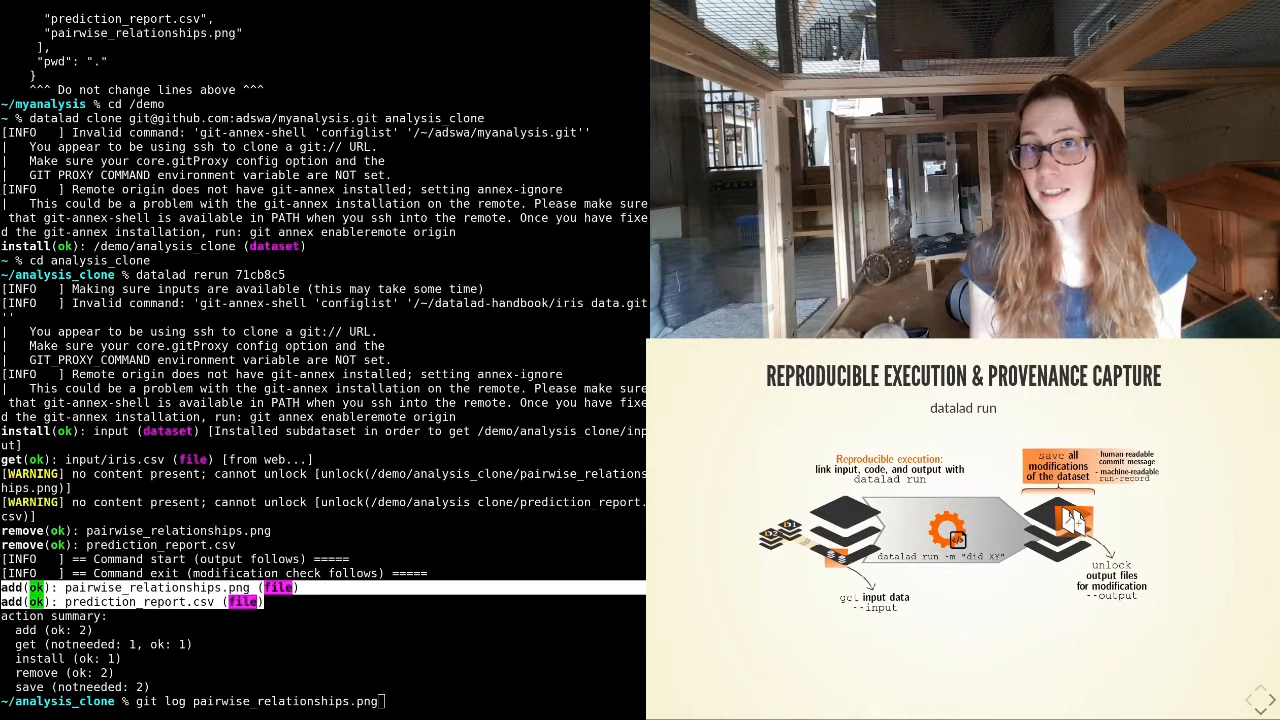 "prediction_report.csv",
"pairwise_relationships.png"
],
"pwd": "."
}
^^^ Do not change lines above ^^^
~/myanalysis % cd /demo
~ % datalad clone git@github.com:adswa/myanalysis.git analysis_clone
[INFO   ] Invalid command: 'git-annex-shell 'configlist' '/~/adswa/myanalysis.git''
|   You appear to be using ssh to clone a git:// URL.
|   Make sure your core.gitProxy config option and the
|   GIT_PROXY_COMMAND environment variable are NOT set.
[INFO   ] Remote origin does not have git-annex installed; setting annex-ignore
|   This could be a problem with the git-annex installation on the remote. Please make sure
that git-annex-shell is available in PATH when you ssh into the remote. Once you have fixe
d the git-annex installation, run: git annex enableremote origin
install(ok): /demo/analysis_clone (dataset)
~ % cd analysis_clone
~/analysis_clone % datalad rerun 71cb8c5
[INFO   ] Making sure inputs are available (this may take some time)
[INFO   ] Invalid command: 'git-annex-shell 'configlist' '/~/datalad-handbook/iris_data.git
''
|   You appear to be using ssh to clone a git:// URL.
|   Make sure your core.gitProxy config option and the
|   GIT_PROXY_COMMAND environment variable are NOT set.
[INFO   ] Remote origin does not have git-annex installed; setting annex-ignore
|   This could be a problem with the git-annex installation on the remote. Please make sure
that git-annex-shell is available in PATH when you ssh into the remote. Once you have fixe
d the git-annex installation, run: git annex enableremote origin
install(ok): input (dataset) [Installed subdataset in order to get /demo/analysis_clone/inp
ut]
get(ok): input/iris.csv (file) [from web...]
[WARNING] no content present; cannot unlock [unlock(/demo/analysis_clone/pairwise_relations
hips.png)]
[WARNING] no content present; cannot unlock [unlock(/demo/analysis_clone/prediction_report.
csv)]
remove(ok): pairwise_relationships.png
remove(ok): prediction_report.csv
[INFO   ] == Command start (output follows) =====
[INFO   ] == Command exit (modification check follows) =====
add(ok): pairwise_relationships.png (file)
add(ok): prediction_report.csv (file)
action summary:
add (ok: 2)
get (notneeded: 1, ok: 1)
install (ok: 1)
remove (ok: 2)
save (notneeded: 2)
~/analysis_clone % git log pairwise_relationships.png
REPRODUCIBLE EXECUTION & PROVENANCE CAPTURE
datalad run
Reproducible execution:
link input, code, and output with
datalad run
save all
modifications
of the dataset
- human readable
commit message
- machine-readable
run-record
D1
D2
</>
datalad run -m "did XY"
get input data
--input
unlock
output files
for modification
--output